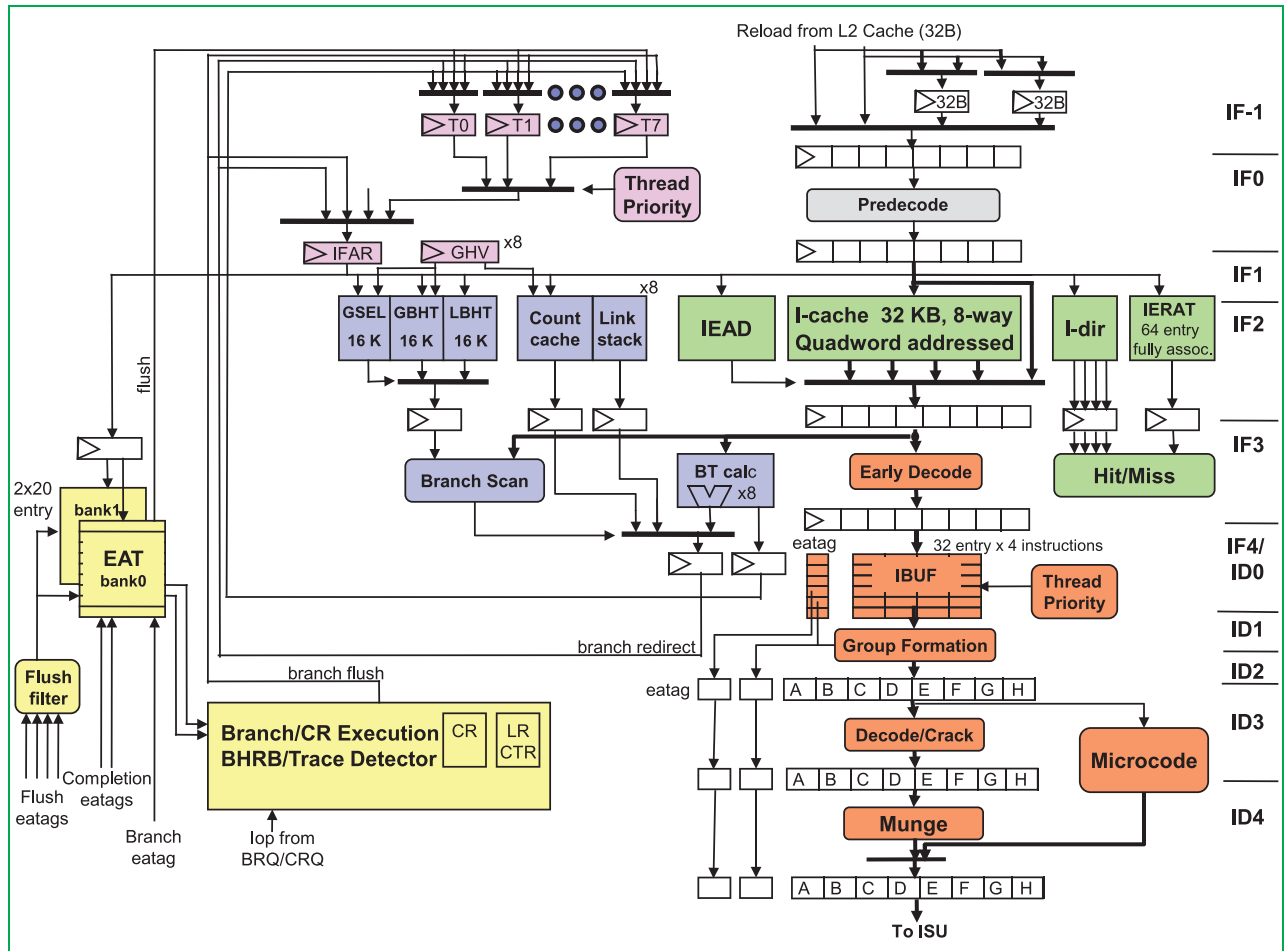 Reload from L2 Cache (32B)
32B
32B
IF-1
T0
T1
T7
Thread
Priority
IF0
Predecode
IFAR
GHV
x8
IF1
GSEL
16 K
GBHT
16 K
LBHT
16 K
Count
cache
Link
stack
x8
IEAD
I-cache 32 KB, 8-way
Quadword addressed
I-dir
IERAT
64 entry
fully assoc.
IF2
flush
IF3
Branch Scan
BT calc
x8
Early Decode
Hit/Miss
2x20
entry
bank1
EAT
bank0
eatag
32 entry x 4 instructions
IBUF
Thread
Priority
IF4/
ID0
branch redirect
Group Formation
ID1
Flush
filter
branch flush
eatag
A B C D E F G H
ID2
Branch/CR Execution
BHRB/Trace Detector
CR
LR
CTR
Decode/Crack
Microcode
ID3
Completion
eatags
Flush
eatags
A B C D E F G H
Branch
eatag
Iop from
BRQ/CRQ
Munge
ID4
A B C D E F G H
To ISU